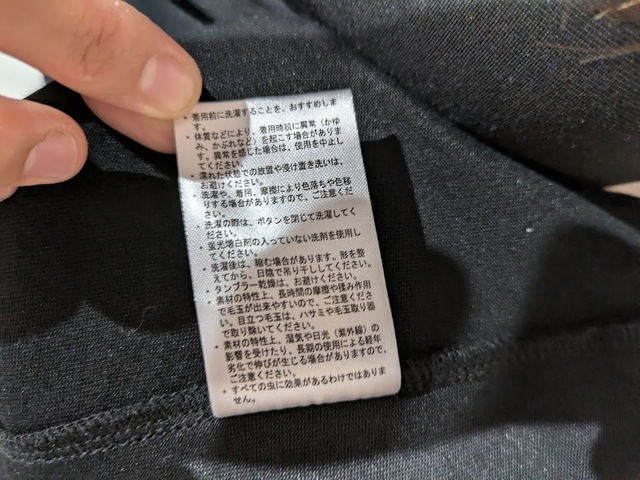 ・着用前に洗濯することを、おすすめしま
す。
・体質などにより、着用時稀に異常（かゆ
み、かぶれなど）を起こす場合がありま
す。異常を感じた場合は、使用を中止し
てください。
・濡れた状態での放置や浸け置き洗いは、
お避けください。
・洗濯や、着用、摩擦により色落ちや色移
りする場合がありますので、ご注意くだ
さい。
・洗濯の際は、ボタンを閉じて洗濯してく
ださい。
・蛍光増白剤の入っていない洗剤を使用し
てください。
・洗濯後は、縮む場合があります。形を整
えてから、日陰で吊り干ししてください。
・タンブラー乾燥は、お避けください。
・素材の特性上、長時間の摩擦や揉み作用
で毛玉が出来やすいので、ご注意くださ
い。目立つ毛玉は、ハサミや毛玉取り器
で取り除いてください。
・素材の特性上、湿気や日光（紫外線）の
影響を受けたり、長期の使用による経年
劣化で伸びが生じる場合がありますので、
ご注意ください。
・すべての虫に効果があるわけではありま
せん。